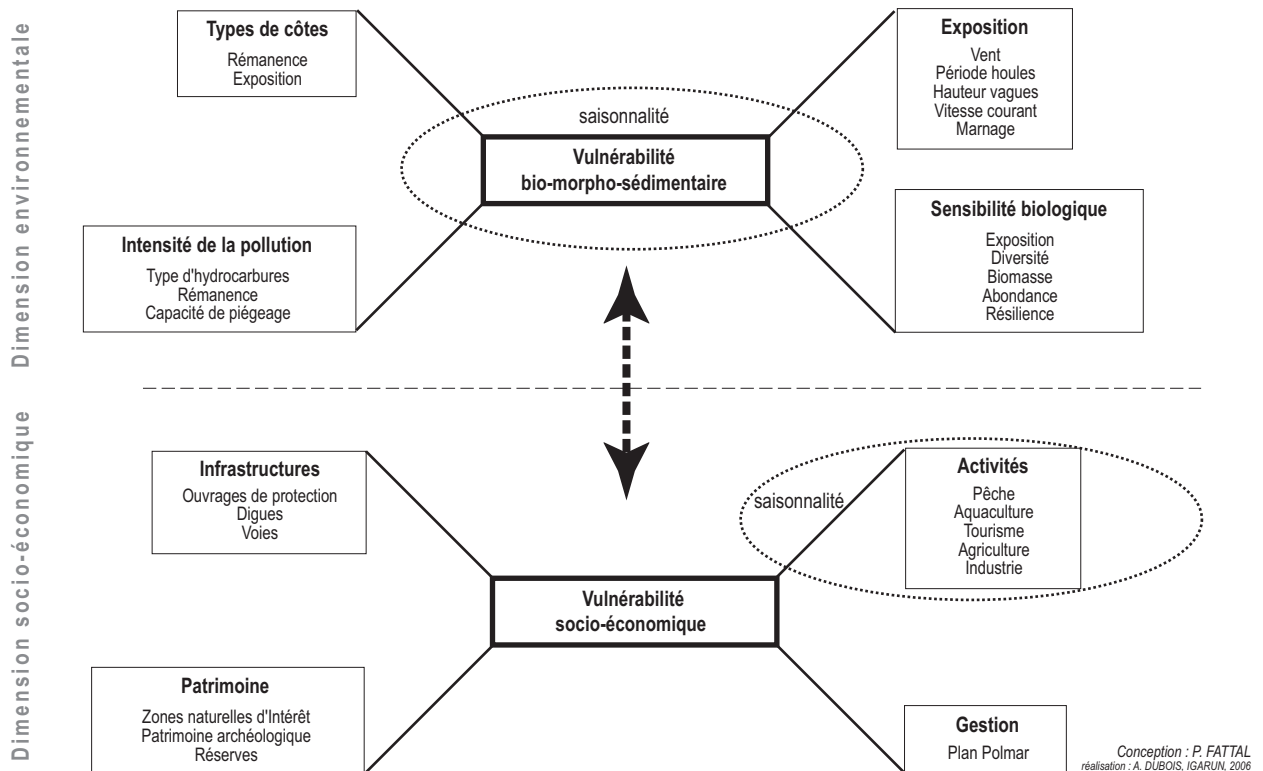 Dimension environnementale
Types de côtes
Rémanence
Exposition
Exposition
Vent
Période houles
Hauteur vagues
Vitesse courant
Marnage
saisonnalité
Vulnérabilité
bio-morpho-sédimentaire
Intensité de la pollution
Type d'hydrocarbures
Rémanence
Capacité de piégeage
Sensibilité biologique
Exposition
Diversité
Biomasse
Abondance
Résilience
Dimension socio-économique
Infrastructures
Ouvrages de protection
Digues
Voies
saisonnalité
Activités
Pêche
Aquaculture
Tourisme
Agriculture
Industrie
Vulnérabilité
socio-économique
Patrimoine
Zones naturelles d'Intérêt
Patrimoine archéologique
Réserves
Gestion
Plan Polmar
Conception : P. FATTAL
réalisation : A. DUBOIS, IGARUN, 2006